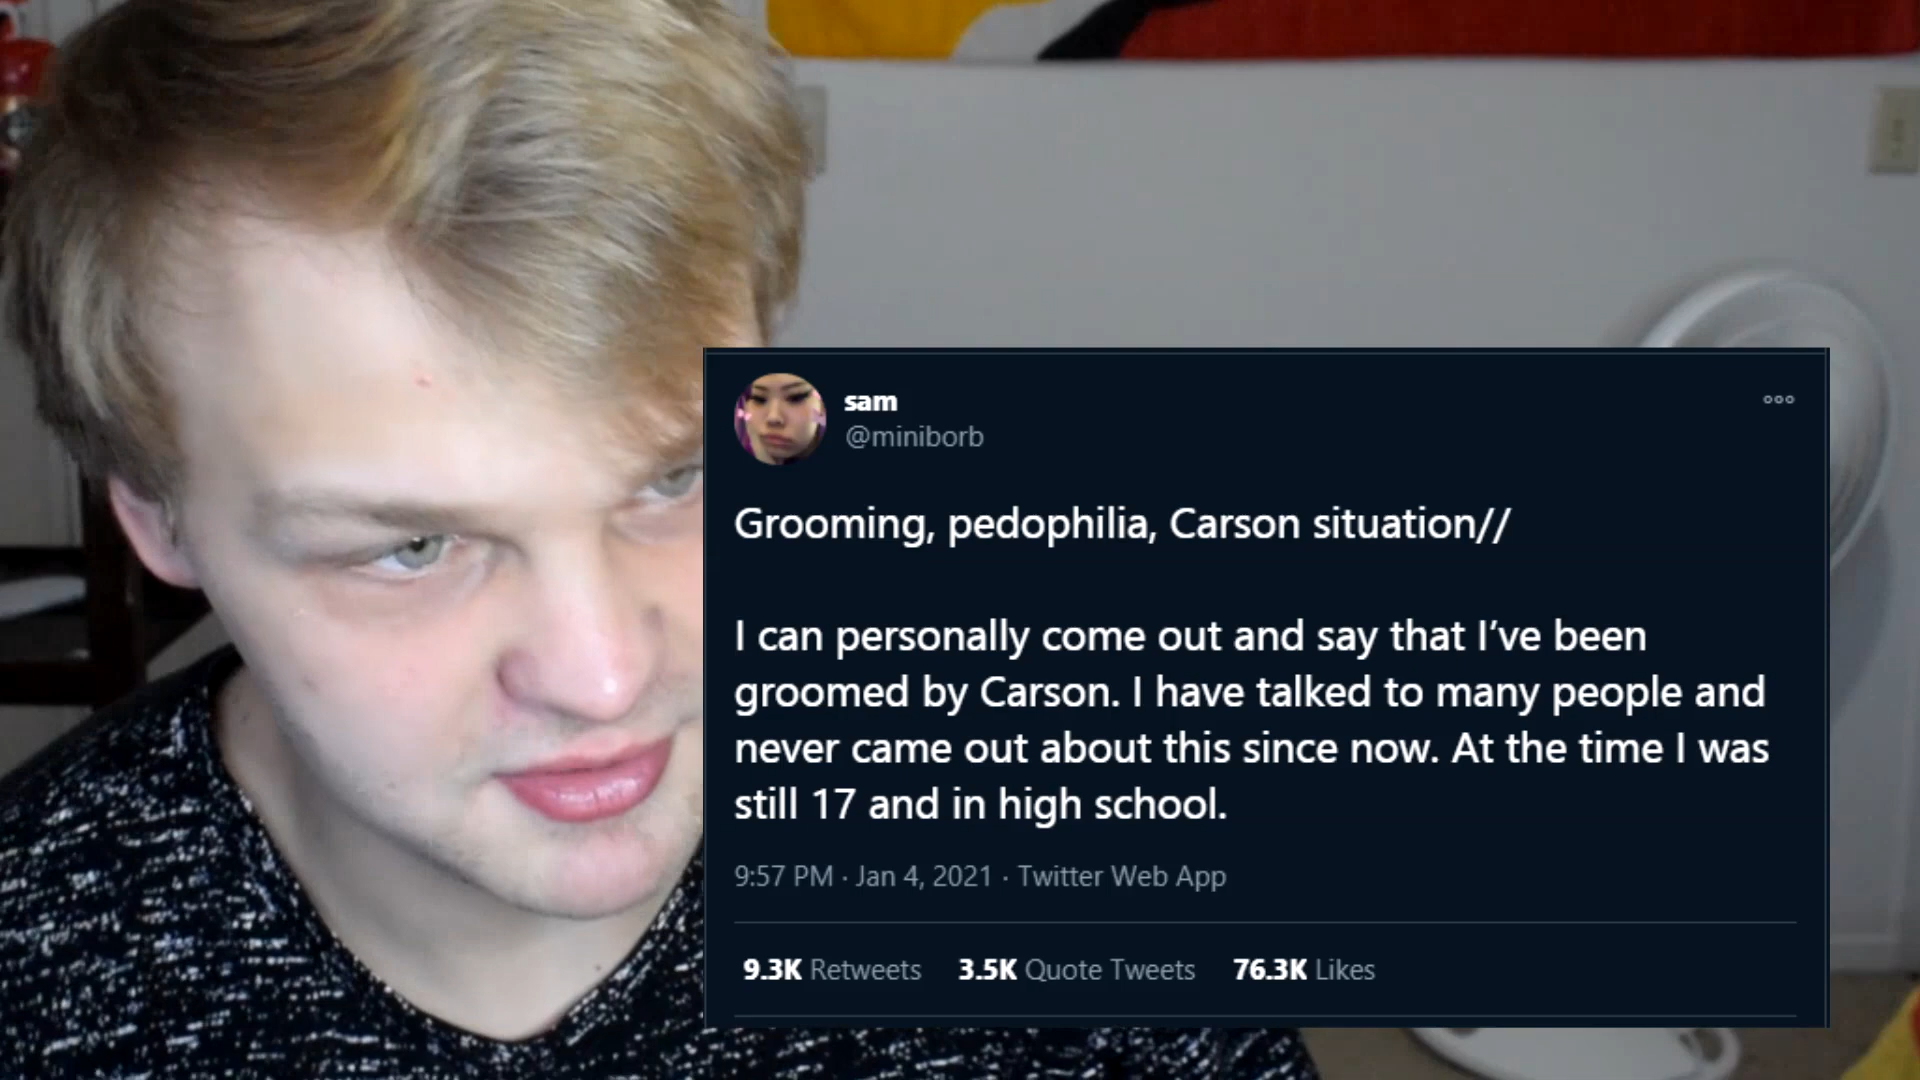 sam
@miniborb
Grooming, pedophilia, Carson situation//
I can personally come out and say that I’ve been
groomed by Carson. I have talked to many people and
never came out about this since now. At the time I was
still 17 and in high school.
9:57 PM · Jan 4, 2021 · Twitter Web App
9.3K Retweets 3.5K Quote Tweets 76.3K Likes